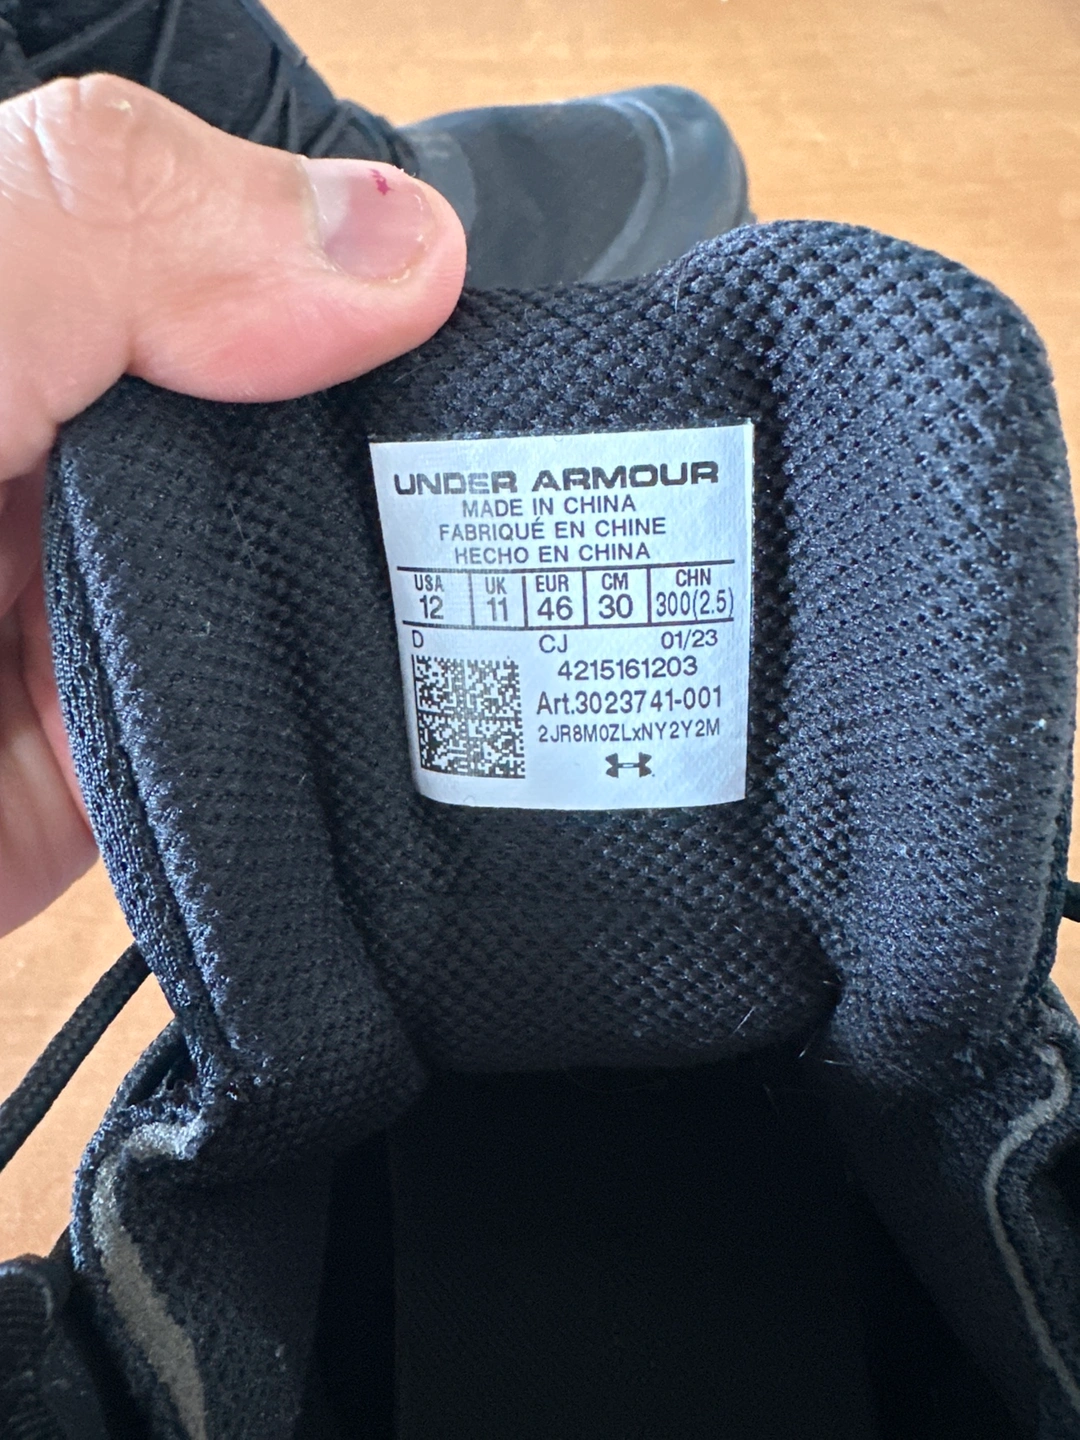 UNDER ARMOUR
MADE IN CHINA
FABRIQUÉ EN CHINE
HECHO EN CHINA
USA UK EUR CM CHN
12 11 46 30 300(2.5)
D CJ 01/23
4215161203
Art.3023741-001
2JR8M0ZLxNY2Y2M